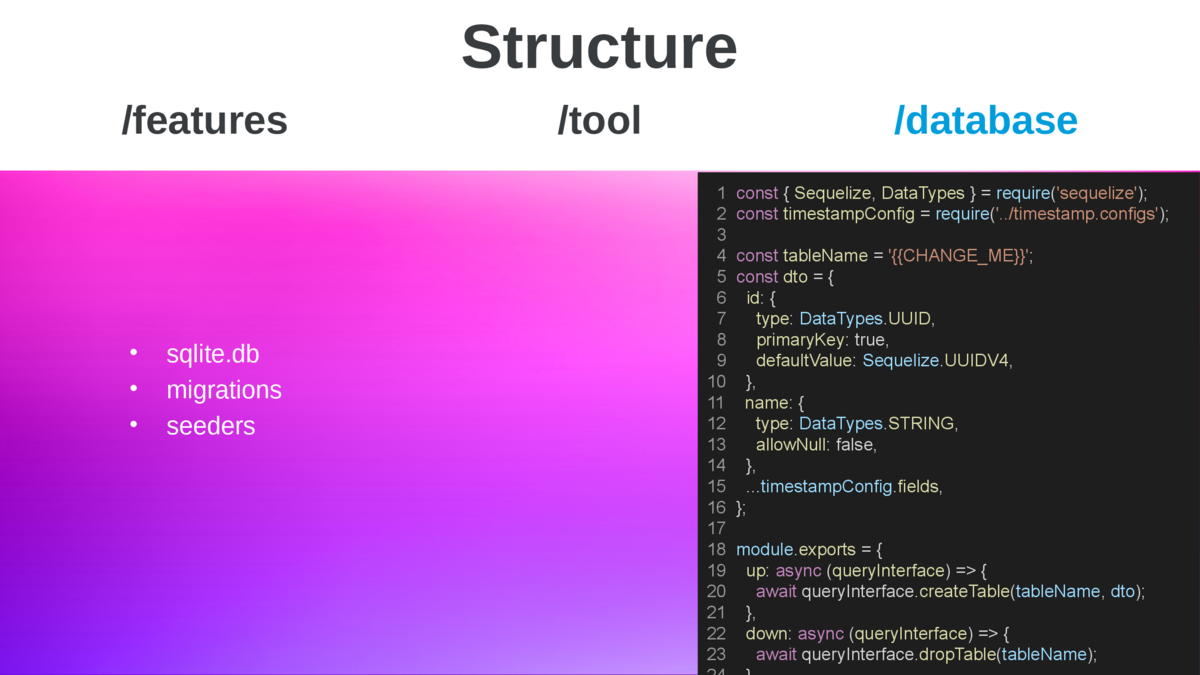 Structure
/features /tool /database
• sqlite.db
• migrations
• seeders
1 const { Sequelize, DataTypes } = require('sequelize');
2 const timestampConfig = require('../timestamp.configs');
3
4 const tableName = '{{CHANGE_ME}}';
5 const dto = {
6 id: {
7 type: DataTypes.UUID,
8 primaryKey: true,
9 defaultValue: Sequelize.UUIDV4,
10 },
11 name: {
12 type: DataTypes.STRING,
13 allowNull: false,
14 },
15 ...timestampConfig.fields,
16 };
17
18 module.exports = {
19 up: async (queryInterface) => {
20 await queryInterface.createTable(tableName, dto);
21 },
22 down: async (queryInterface) => {
23 await queryInterface.dropTable(tableName);